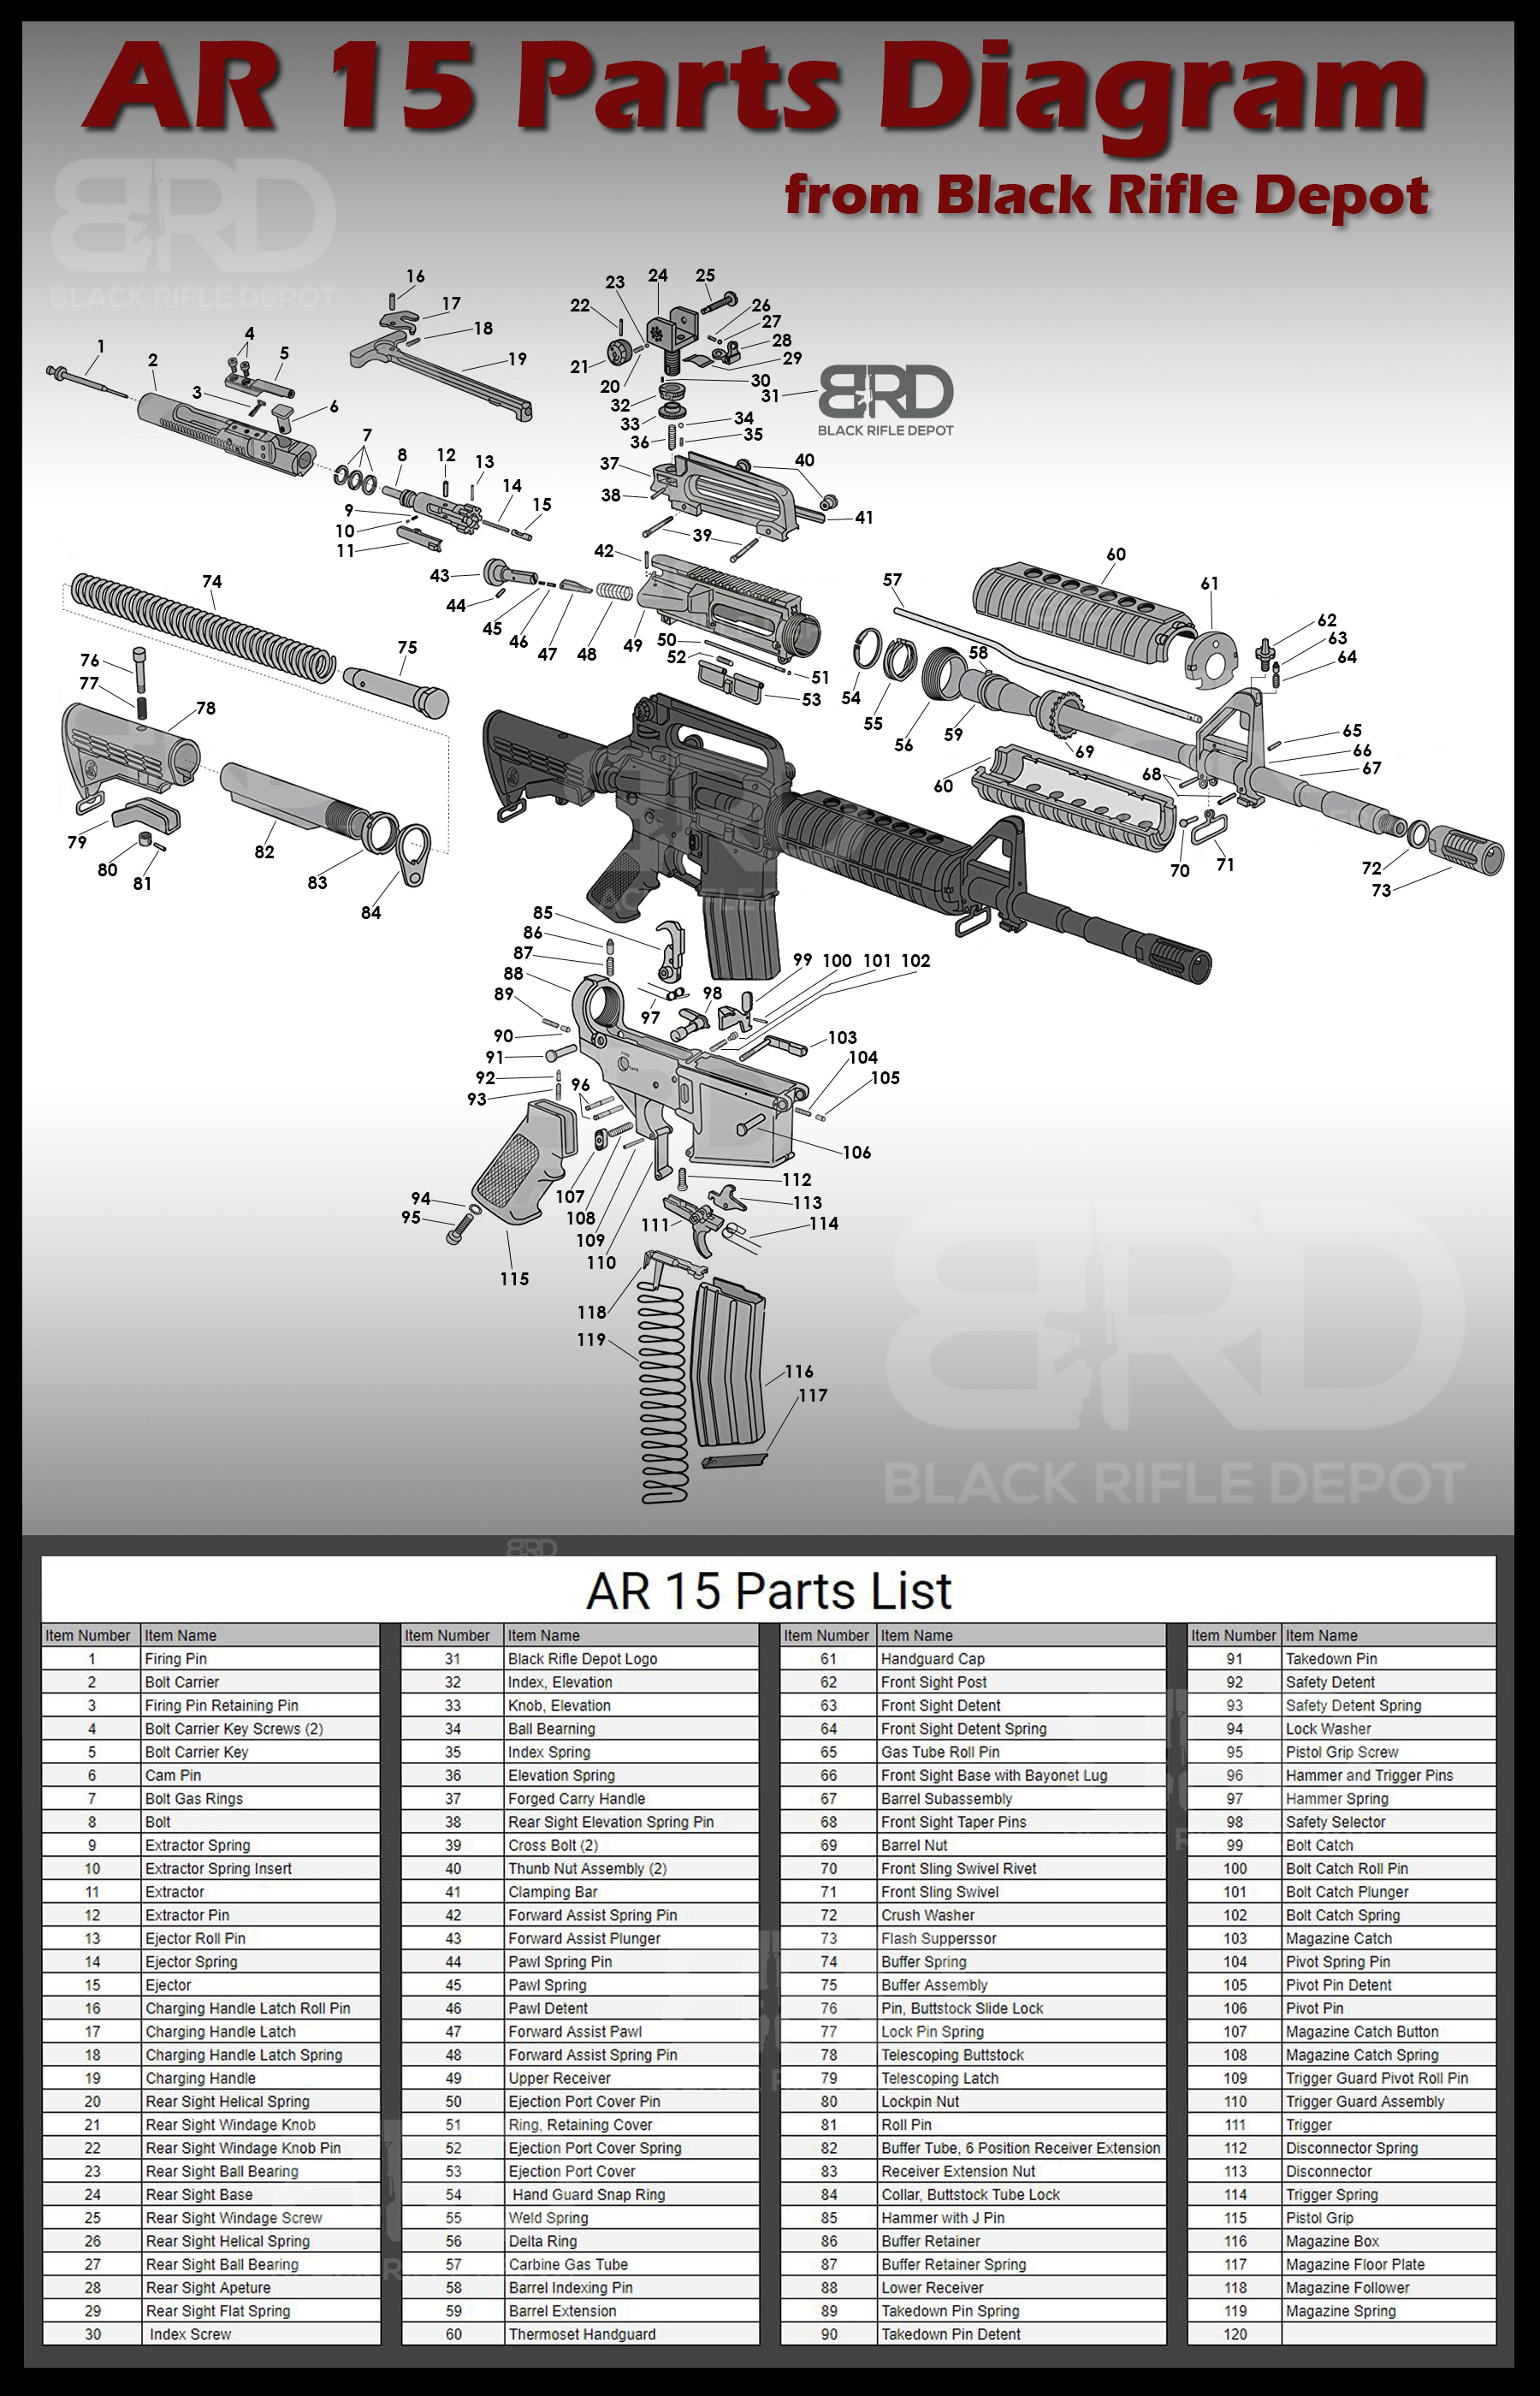 AR 15 Parts Diagram
from Black Rifle Depot
BRD
BLACK RIFLE DEPOT
1
2
3
4
5
6
7
8
9
10
11
12
13
14
15
16
17
18
19
20
21
22
23
24
25
26
27
28
29
30
31
BRD
BLACK RIFLE DEPOT
32
33
34
35
36
37
38
39
40
41
42
43
44
45
46
47
48
49
50
51
52
53
54
55
56
57
58
59
60
60
61
62
63
64
65
66
67
68
69
70
71
72
73
74
75
76
77
78
79
80
81
82
83
84
85
86
87
88
89
90
91
92
93
94
95
96
97
98
99
100
101
102
103
104
105
106
107
108
109
110
111
112
113
114
115
116
117
118
119
BRD
BLACK RIFLE DEPOT
BRD
AR 15 Parts List
Item Number Item Name Item Number Item Name Item Number Item Name Item Number Item Name
1 Firing Pin 31 Black Rifle Depot Logo 61 Handguard Cap 91 Takedown Pin
2 Bolt Carrier 32 Index, Elevation 62 Front Sight Post 92 Safety Detent
3 Firing Pin Retaining Pin 33 Knob, Elevation 63 Front Sight Detent 93 Safety Detent Spring
4 Bolt Carrier Key Screws (2) 34 Ball Bearning 64 Front Sight Detent Spring 94 Lock Washer
5 Bolt Carrier Key 35 Index Spring 65 Gas Tube Roll Pin 95 Pistol Grip Screw
6 Cam Pin 36 Elevation Spring 66 Front Sight Base with Bayonet Lug 96 Hammer and Trigger Pins
7 Bolt Gas Rings 37 Forged Carry Handle 67 Barrel Subassembly 97 Hammer Spring
8 Bolt 38 Rear Sight Elevation Spring Pin 68 Front Sight Taper Pins 98 Safety Selector
9 Extractor Spring 39 Cross Bolt (2) 69 Barrel Nut 99 Bolt Catch
10 Extractor Spring Insert 40 Thunb Nut Assembly (2) 70 Front Sling Swivel Rivet 100 Bolt Catch Roll Pin
11 Extractor 41 Clamping Bar 71 Front Sling Swivel 101 Bolt Catch Plunger
12 Extractor Pin 42 Forward Assist Spring Pin 72 Crush Washer 102 Bolt Catch Spring
13 Ejector Roll Pin 43 Forward Assist Plunger 73 Flash Supperssor 103 Magazine Catch
14 Ejector Spring 44 Pawl Spring Pin 74 Buffer Spring 104 Pivot Spring Pin
15 Ejector 45 Pawl Spring 75 Buffer Assembly 105 Pivot Pin Detent
16 Charging Handle Latch Roll Pin 46 Pawl Detent 76 Pin, Buttstock Slide Lock 106 Pivot Pin
17 Charging Handle Latch 47 Forward Assist Pawl 77 Lock Pin Spring 107 Magazine Catch Button
18 Charging Handle Latch Spring 48 Forward Assist Spring Pin 78 Telescoping Buttstock 108 Magazine Catch Spring
19 Charging Handle 49 Upper Receiver 79 Telescoping Latch 109 Trigger Guard Pivot Roll Pin
20 Rear Sight Helical Spring 50 Ejection Port Cover Pin 80 Lockpin Nut 110 Trigger Guard Assembly
21 Rear Sight Windage Knob 51 Ring, Retaining Cover 81 Roll Pin 111 Trigger
22 Rear Sight Windage Knob Pin 52 Ejection Port Cover Spring 82 Buffer Tube, 6 Position Receiver Extension 112 Disconnector Spring
23 Rear Sight Ball Bearing 53 Ejection Port Cover 83 Receiver Extension Nut 113 Disconnector
24 Rear Sight Base 54 Hand Guard Snap Ring 84 Collar, Buttstock Tube Lock 114 Trigger Spring
25 Rear Sight Windage Screw 55 Weld Spring 85 Hammer with J Pin 115 Pistol Grip
26 Rear Sight Helical Spring 56 Delta Ring 86 Buffer Retainer 116 Magazine Box
27 Rear Sight Ball Bearing 57 Carbine Gas Tube 87 Buffer Retainer Spring 117 Magazine Floor Plate
28 Rear Sight Apeture 58 Barrel Indexing Pin 88 Lower Receiver 118 Magazine Follower
29 Rear Sight Flat Spring 59 Barrel Extension 89 Takedown Pin Spring 119 Magazine Spring
30 Index Screw 60 Thermoset Handguard 90 Takedown Pin Detent 120